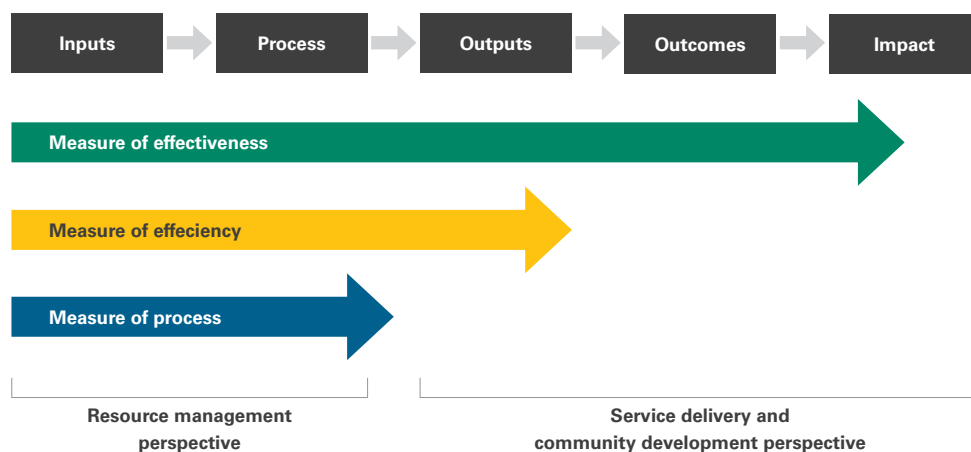 Inputs
Process
Outputs
Outcomes
Impact
Measure of effectiveness
Measure of effeciency
Measure of process
Resource management
perspective
Service delivery and
community development perspective